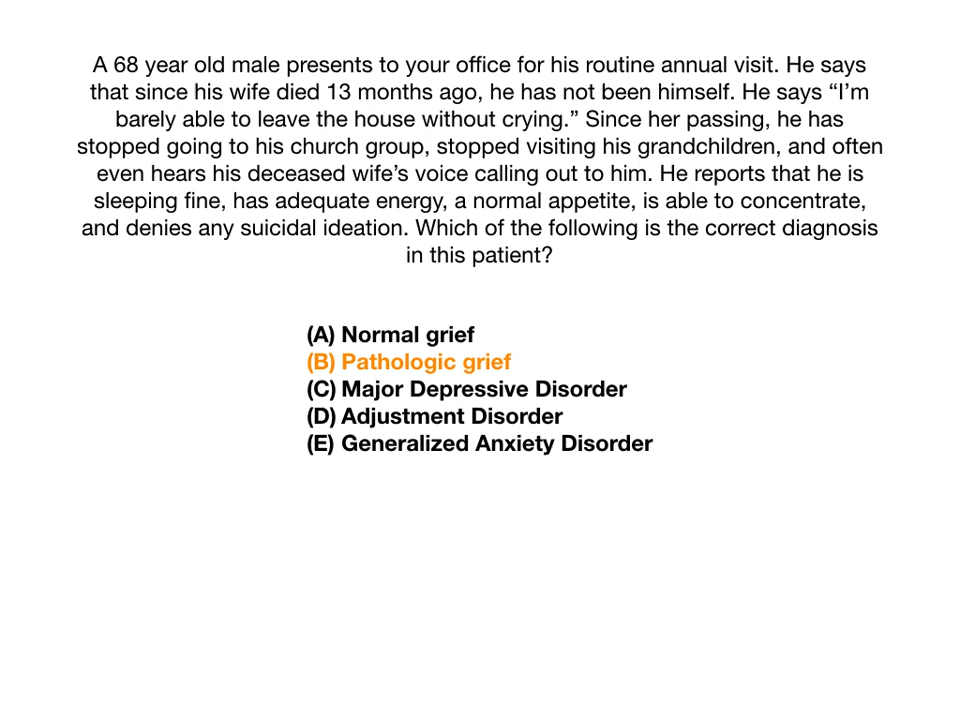 A 68 year old male presents to your office for his routine annual visit. He says
that since his wife died 13 months ago, he has not been himself. He says “I’m
barely able to leave the house without crying.” Since her passing, he has
stopped going to his church group, stopped visiting his grandchildren, and often
even hears his deceased wife’s voice calling out to him. He reports that he is
sleeping fine, has adequate energy, a normal appetite, is able to concentrate,
and denies any suicidal ideation. Which of the following is the correct diagnosis
in this patient?
(A) Normal grief
(B) Pathologic grief
(C) Major Depressive Disorder
(D) Adjustment Disorder
(E) Generalized Anxiety Disorder